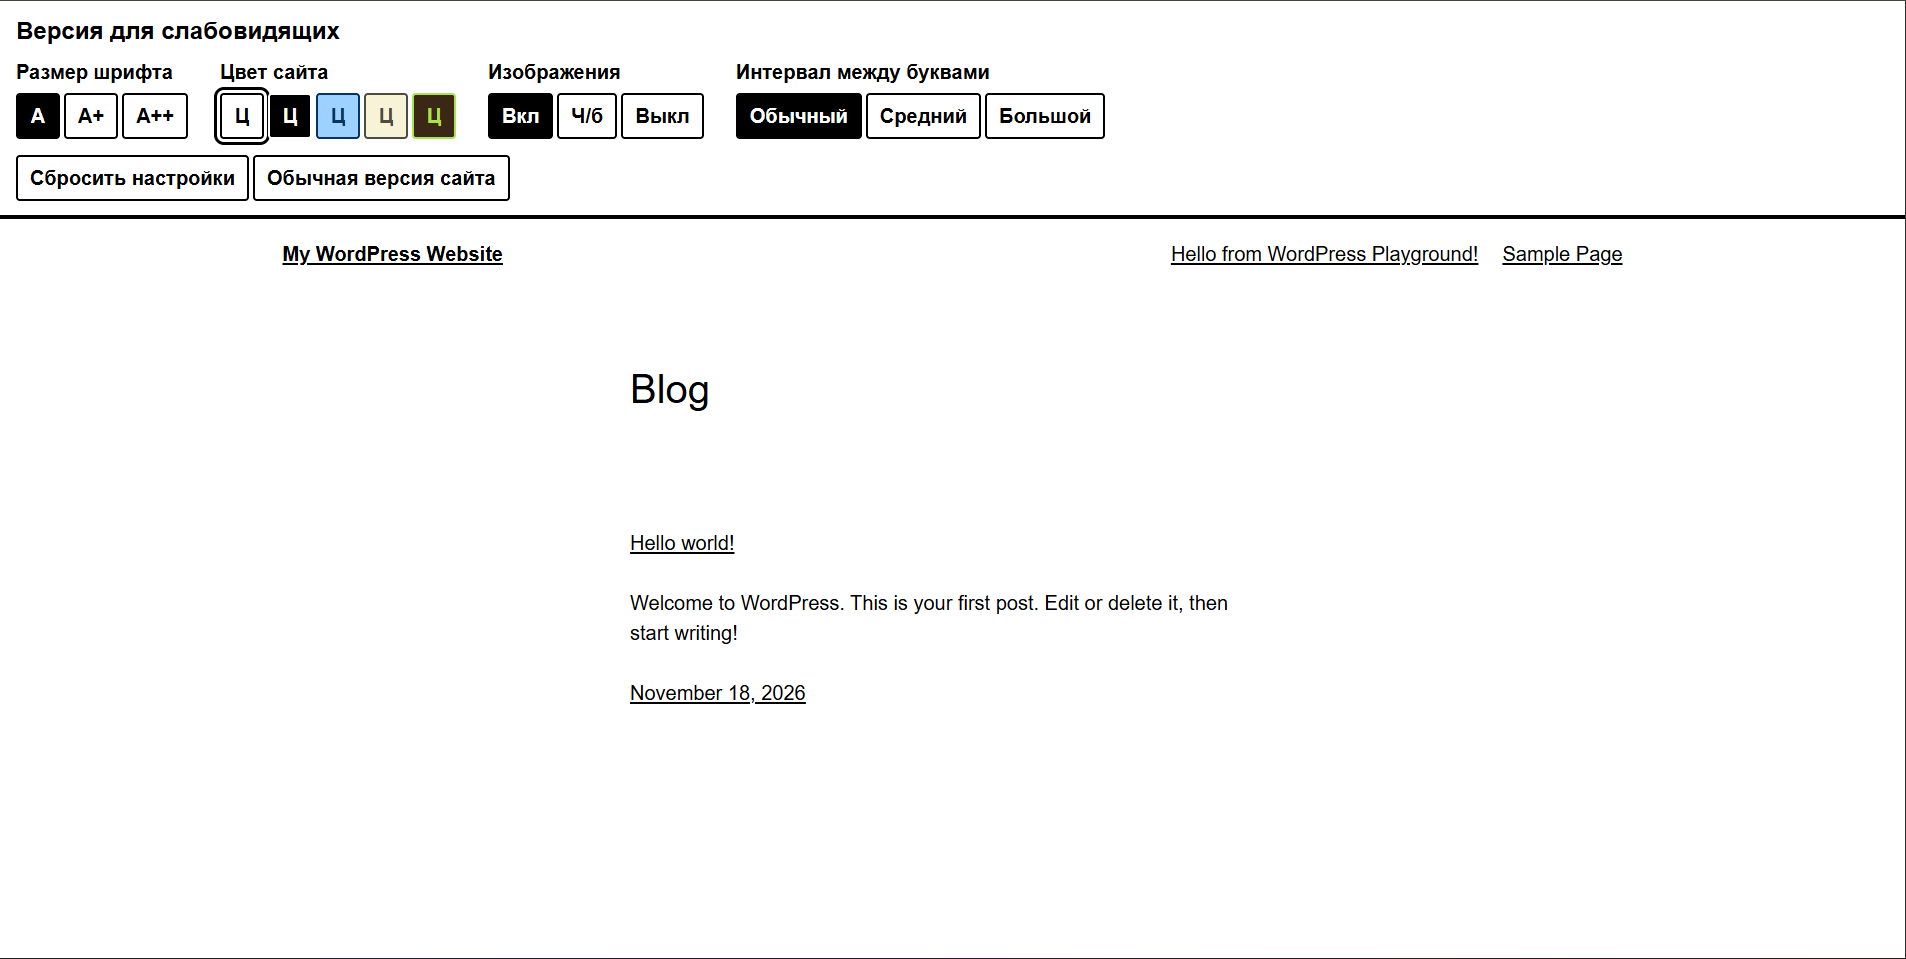 Версия для слабовидящих
Размер шрифта Цвет сайта Изображения Интервал между буквами
A A+ A++ Ц Ц Ц Ц Ц Вкл Ч/б Выкл Обычный Средний Большой
Сбросить настройки Обычная версия сайта
My WordPress Website Hello from WordPress Playground! Sample Page
Blog
Hello world!
Welcome to WordPress. This is your first post. Edit or delete it, then
start writing!
November 18, 2026